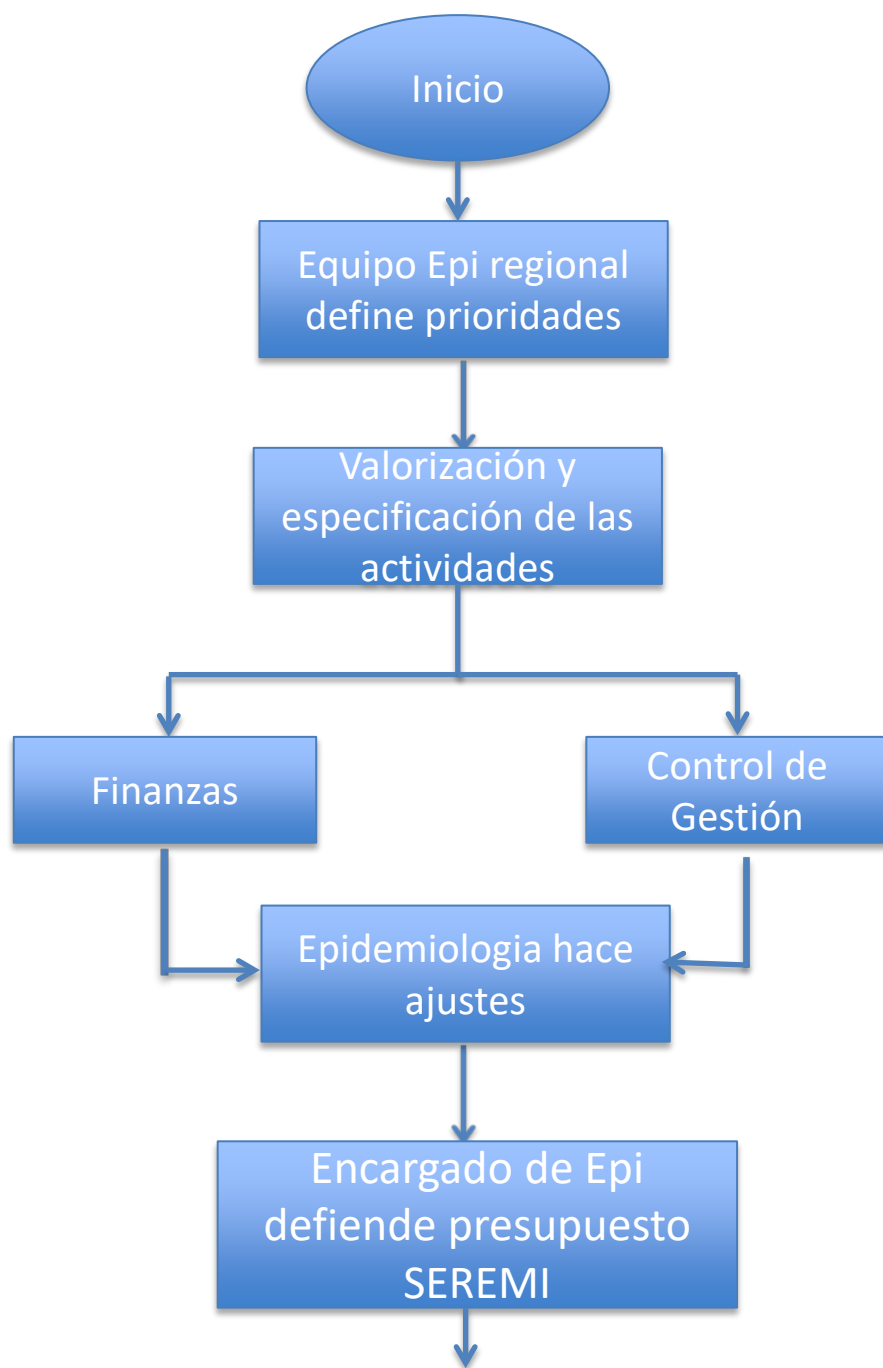 Inicio
Equipo Epi regional
define prioridades
Valorización y
especificación de las
actividades
Finanzas
Control de
Gestión
Epidemiologia hace
ajustes
Encargado de Epi
defiende presupuesto
SEREMI